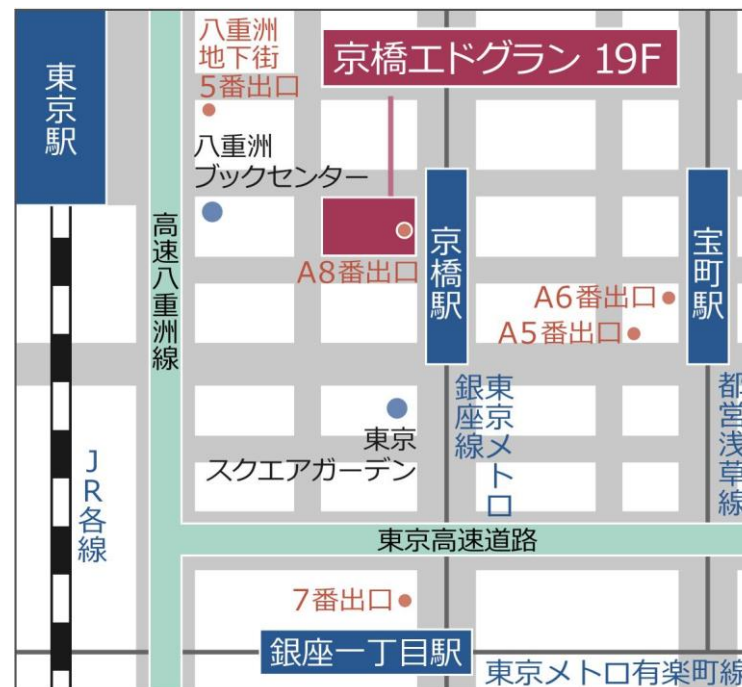 東京駅
八重洲
地下街
5番出口
京橋エドグラン 19F
八重洲
ブックセンター
高速八重洲線
A8番出口
京橋駅
宝町駅
A6番出口
A5番出口
東京
スクエアガーデン
東京メトロ
銀座線
都営浅草線
JR各線
東京高速道路
7番出口
銀座一丁目駅
東京メトロ有楽町線